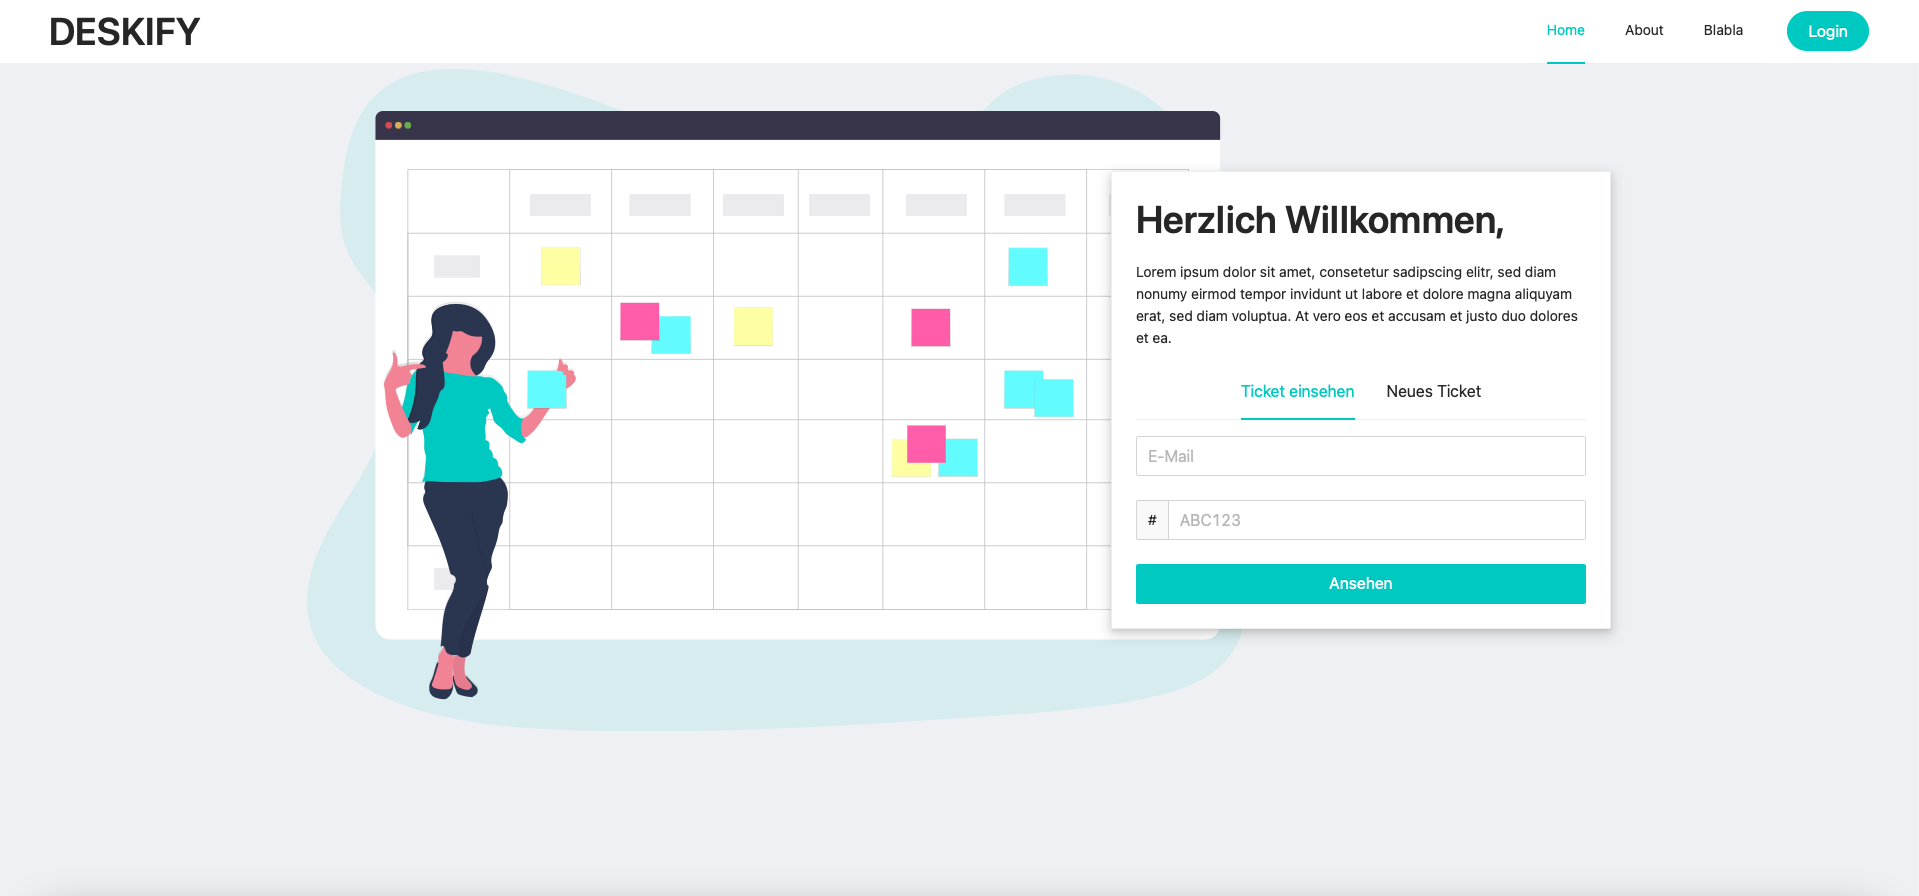 DESKIFY
Home
About
Blabla
Login
Herzlich Willkommen,
Lorem ipsum dolor sit amet, consetetur sadipscing elitr, sed diam
nonumy eirmod tempor invidunt ut labore et dolore magna aliquyam
erat, sed diam voluptua. At vero eos et accusam et justo duo dolores
et ea.
Ticket einsehen
Neues Ticket
E-Mail
# ABC123
Ansehen